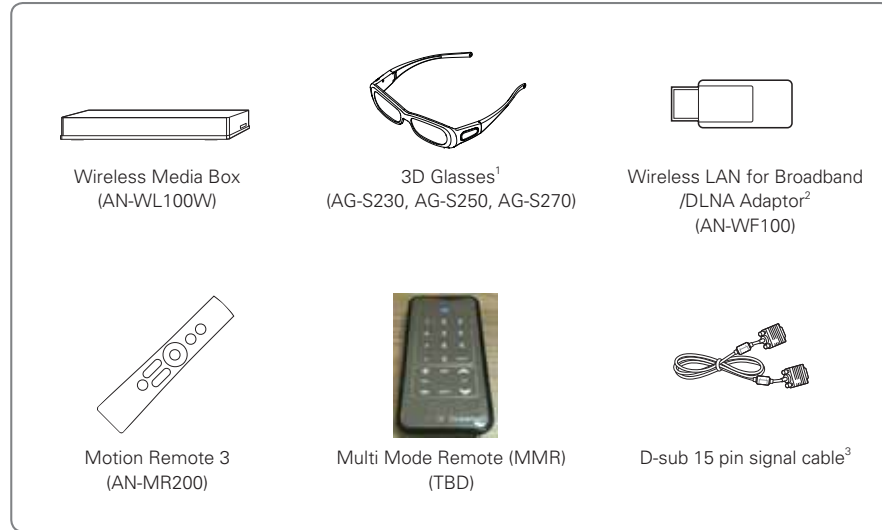 Wireless Media Box
(AN-WL100W)
3D Glasses¹
(AG-S230, AG-S250, AG-S270)
Wireless LAN for Broadband
/DLNA Adaptor²
(AN-WF100)
Motion Remote 3
(AN-MR200)
Multi Mode Remote (MMR)
(TBD)
D-sub 15 pin signal cable³